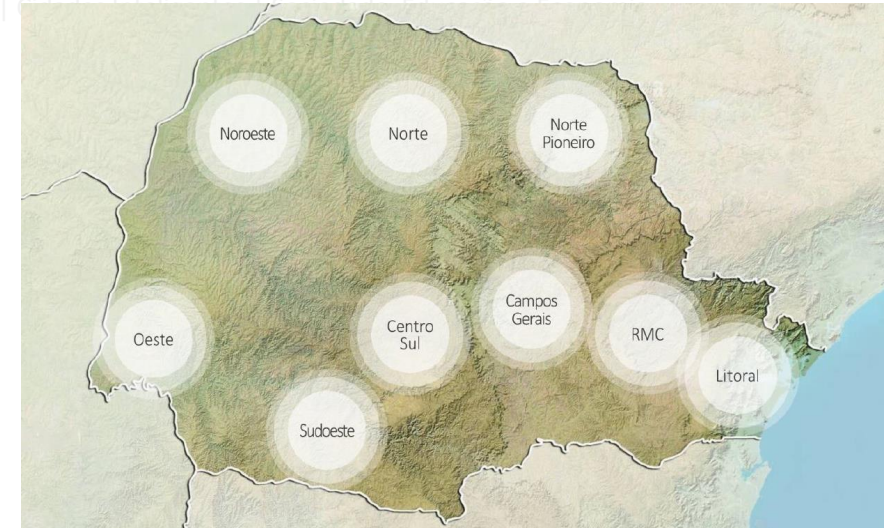 Noroeste
Norte
Norte
Pioneiro
Oeste
Centro
Sul
Campos
Gerais
RMC
Litoral
Sudoeste